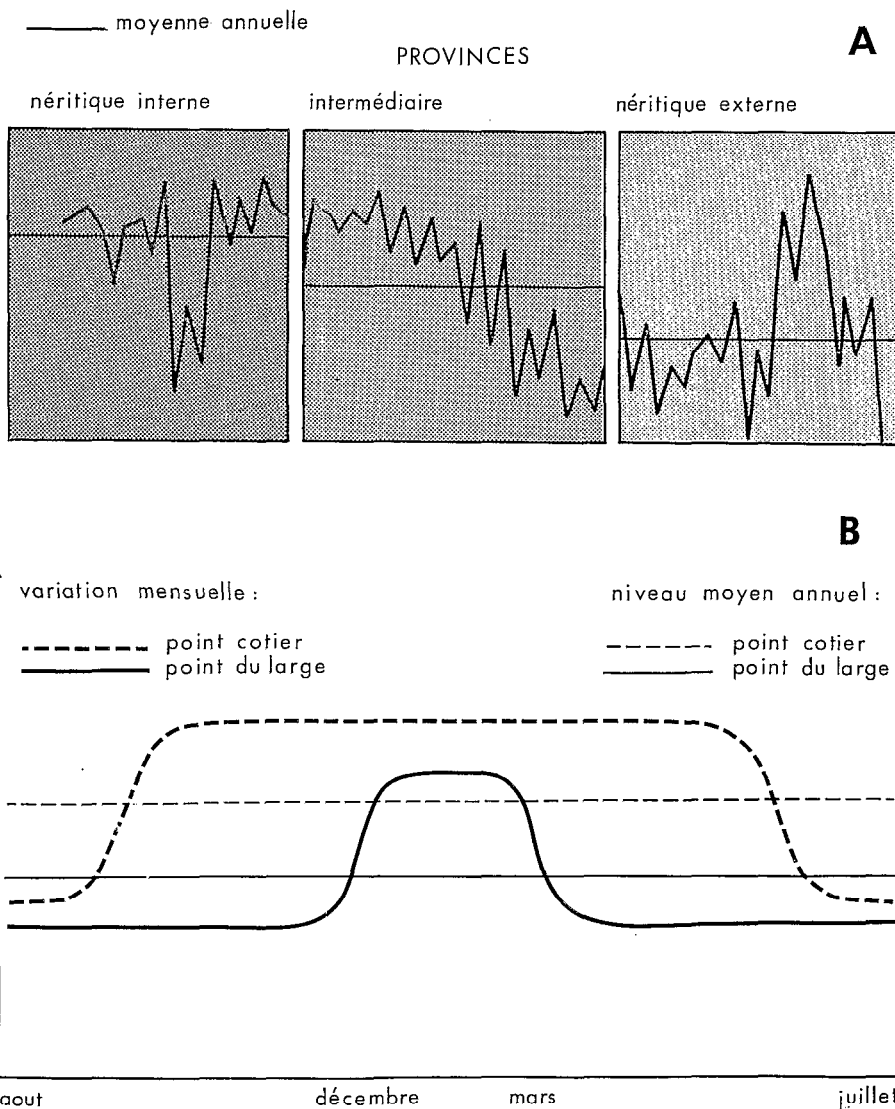 moyenne annuelle
A
PROVINCES
néritique interne
intermédiaire
néritique externe
B
variation mensuelle :
point cotier
point du large
niveau moyen annuel :
point cotier
point du large
aout
décembre
mars
juillet